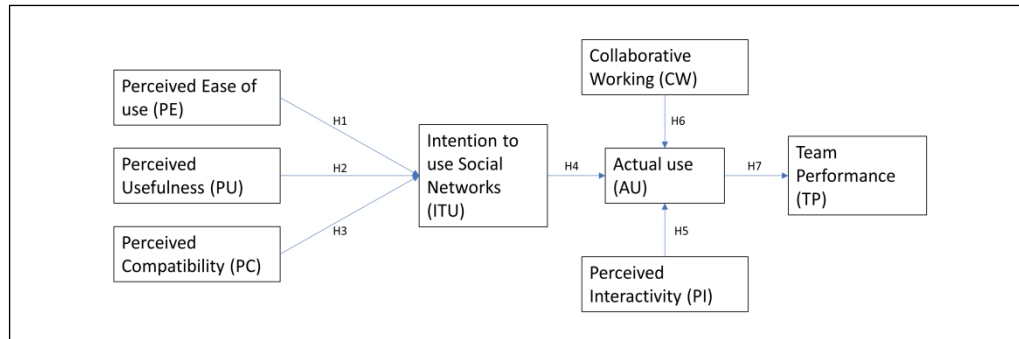 Perceived Ease of
use (PE)
H1
Perceived
Usefulness (PU)
H2
Perceived
Compatibility (PC)
H3
Intention to
use Social
Networks
(ITU)
H4
Collaborative
Working (CW)
H6
Actual use
(AU)
H5
Perceived
Interactivity (PI)
H7
Team
Performance
(TP)